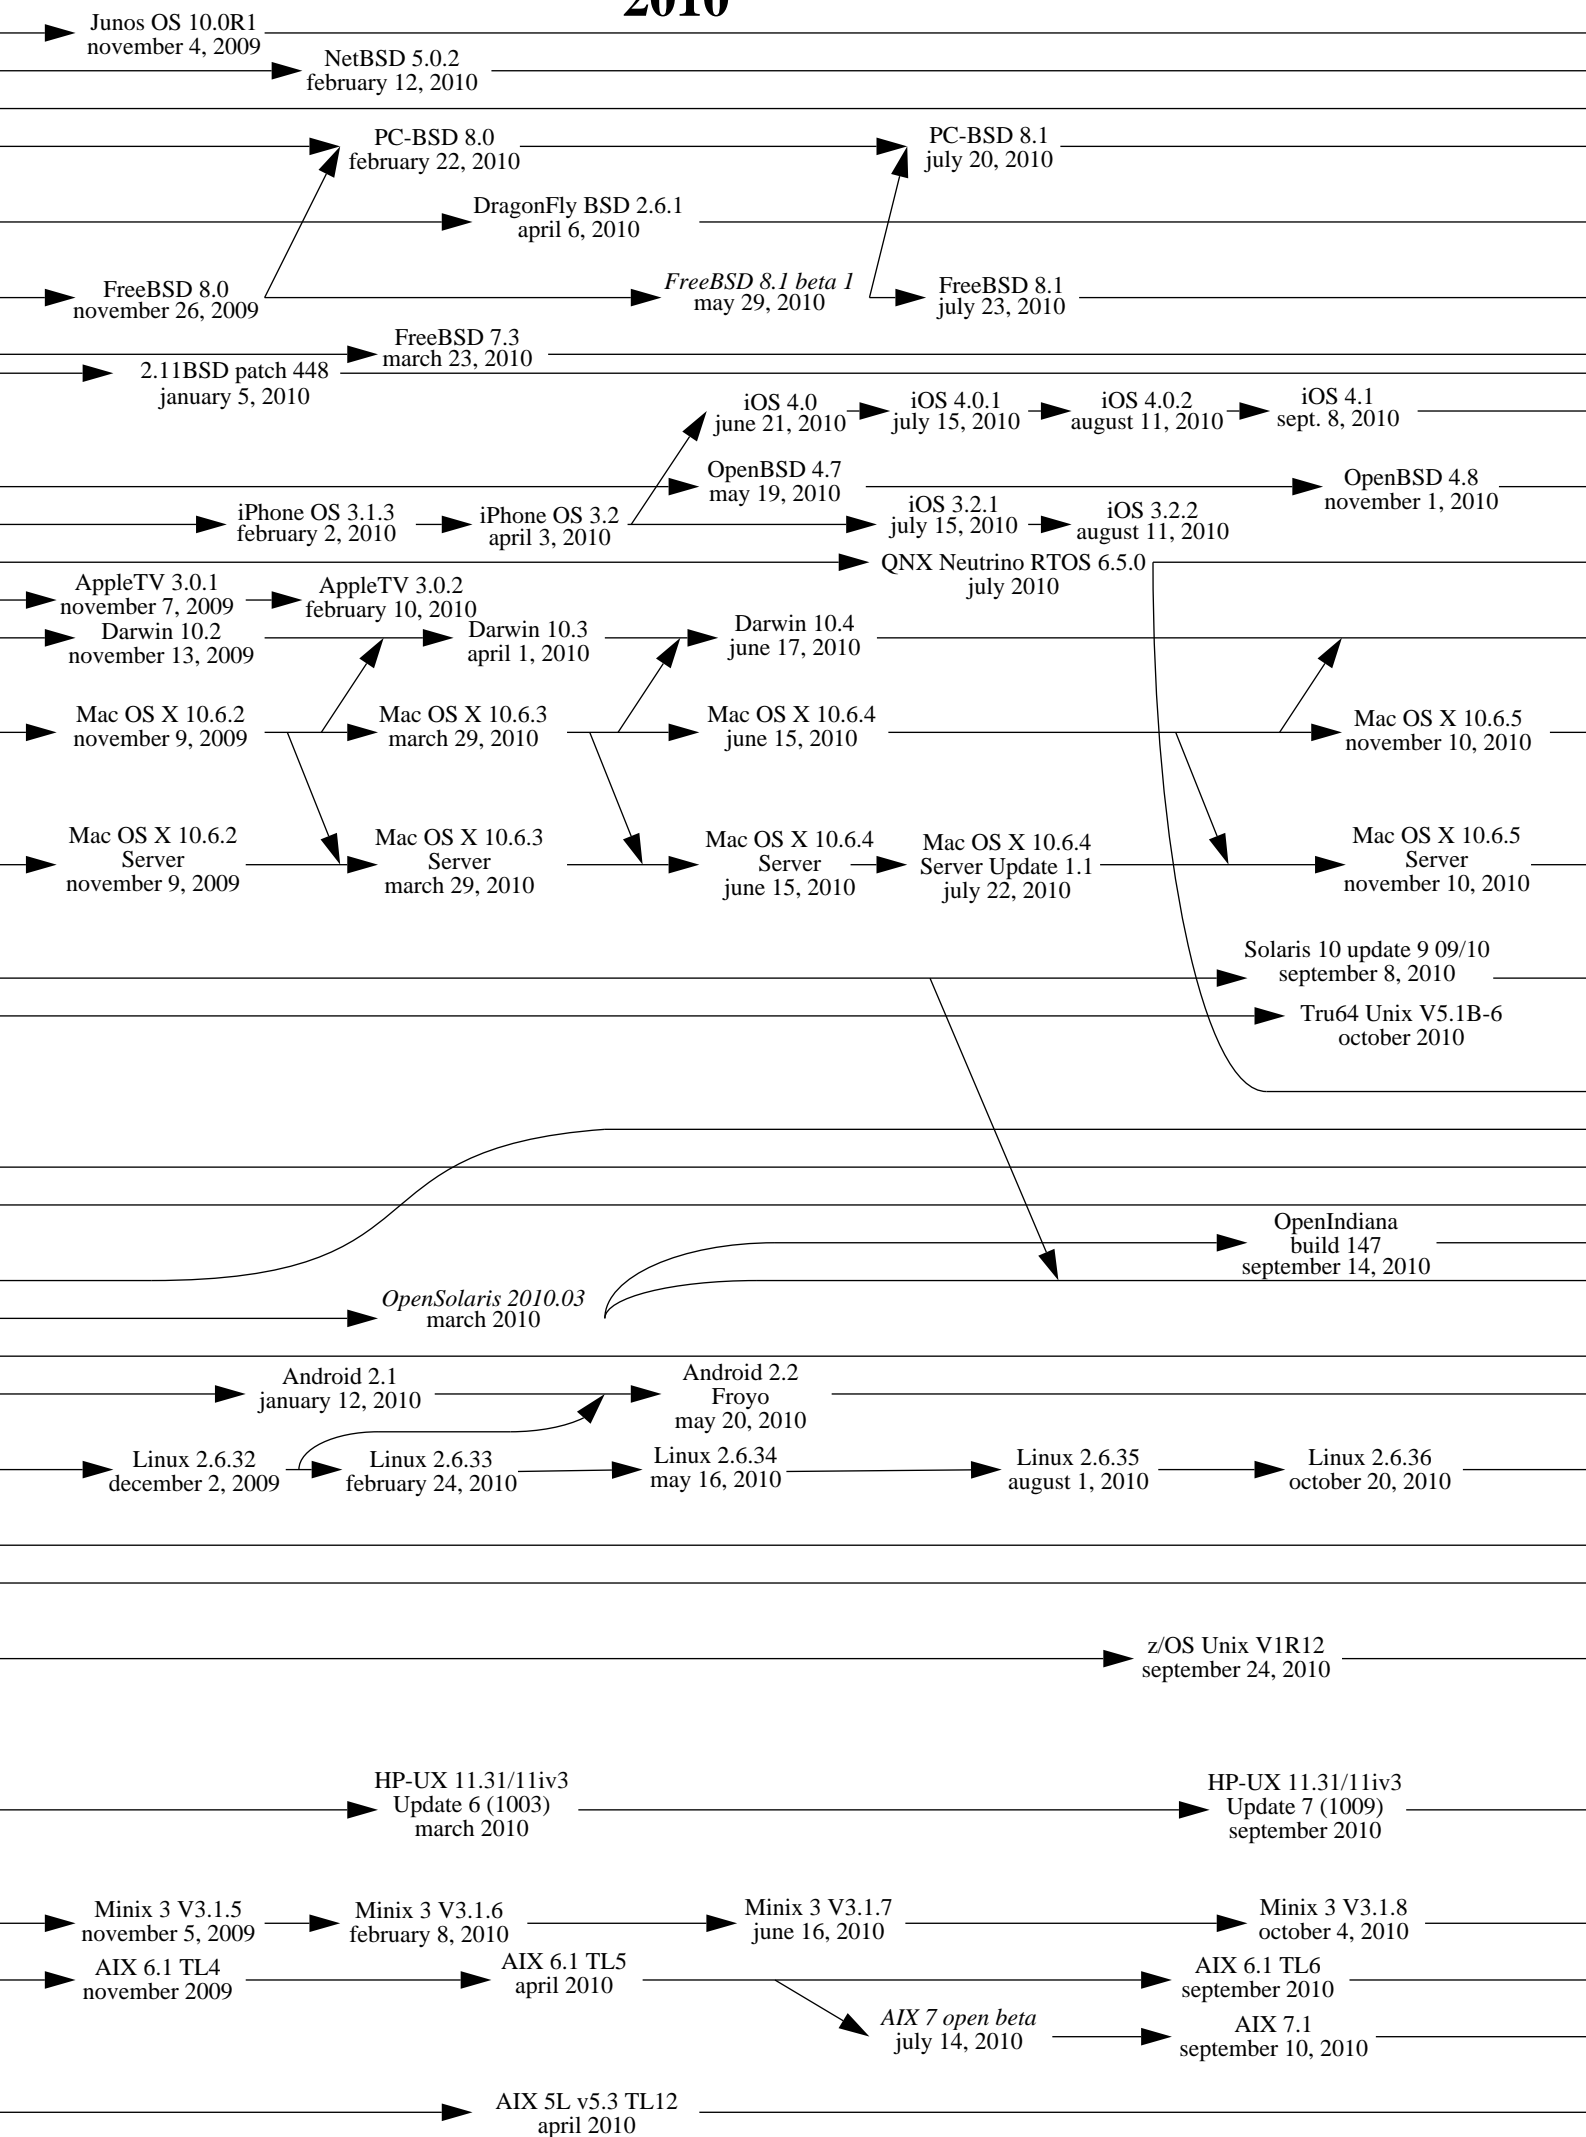 2010
Junos OS 10.0R1
november 4, 2009
NetBSD 5.0.2
february 12, 2010
PC-BSD 8.0
february 22, 2010
PC-BSD 8.1
july 20, 2010
DragonFly BSD 2.6.1
april 6, 2010
FreeBSD 8.0
november 26, 2009
FreeBSD 8.1 beta 1
may 29, 2010
FreeBSD 8.1
july 23, 2010
FreeBSD 7.3
march 23, 2010
2.11BSD patch 448
january 5, 2010
iOS 4.0
june 21, 2010
iOS 4.0.1
july 15, 2010
iOS 4.0.2
august 11, 2010
iOS 4.1
sept. 8, 2010
OpenBSD 4.7
may 19, 2010
OpenBSD 4.8
november 1, 2010
iPhone OS 3.1.3
february 2, 2010
iPhone OS 3.2
april 3, 2010
iOS 3.2.1
july 15, 2010
iOS 3.2.2
august 11, 2010
QNX Neutrino RTOS 6.5.0
july 2010
AppleTV 3.0.1
november 7, 2009
AppleTV 3.0.2
february 10, 2010
Darwin 10.2
november 13, 2009
Darwin 10.3
april 1, 2010
Darwin 10.4
june 17, 2010
Mac OS X 10.6.2
november 9, 2009
Mac OS X 10.6.3
march 29, 2010
Mac OS X 10.6.4
june 15, 2010
Mac OS X 10.6.5
november 10, 2010
Mac OS X 10.6.2
Server
november 9, 2009
Mac OS X 10.6.3
Server
march 29, 2010
Mac OS X 10.6.4
Server
june 15, 2010
Mac OS X 10.6.4
Server Update 1.1
july 22, 2010
Mac OS X 10.6.5
Server
november 10, 2010
Solaris 10 update 9 09/10
september 8, 2010
Tru64 Unix V5.1B-6
october 2010
OpenIndiana
build 147
september 14, 2010
OpenSolaris 2010.03
march 2010
Android 2.1
january 12, 2010
Android 2.2
Froyo
may 20, 2010
Linux 2.6.32
december 2, 2009
Linux 2.6.33
february 24, 2010
Linux 2.6.34
may 16, 2010
Linux 2.6.35
august 1, 2010
Linux 2.6.36
october 20, 2010
z/OS Unix V1R12
september 24, 2010
HP-UX 11.31/11iv3
Update 6 (1003)
march 2010
HP-UX 11.31/11iv3
Update 7 (1009)
september 2010
Minix 3 V3.1.5
november 5, 2009
Minix 3 V3.1.6
february 8, 2010
Minix 3 V3.1.7
june 16, 2010
Minix 3 V3.1.8
october 4, 2010
AIX 6.1 TL4
november 2009
AIX 6.1 TL5
april 2010
AIX 6.1 TL6
september 2010
AIX 7 open beta
july 14, 2010
AIX 7.1
september 10, 2010
AIX 5L v5.3 TL12
april 2010